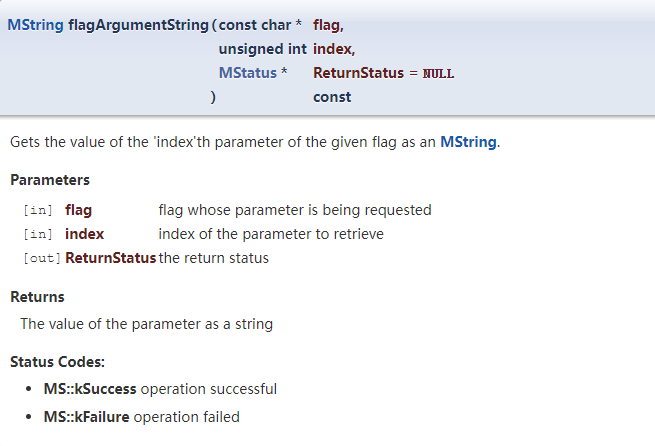 MString flagArgumentString ( const char * flag,
unsigned int index,
MStatus * ReturnStatus = NULL
) const
Gets the value of the 'index'th parameter of the given flag as an MString.
Parameters
[in] flag flag whose parameter is being requested
[in] index index of the parameter to retrieve
[out] ReturnStatus the return status
Returns
The value of the parameter as a string
Status Codes:
• MS::kSuccess operation successful
• MS::kFailure operation failed